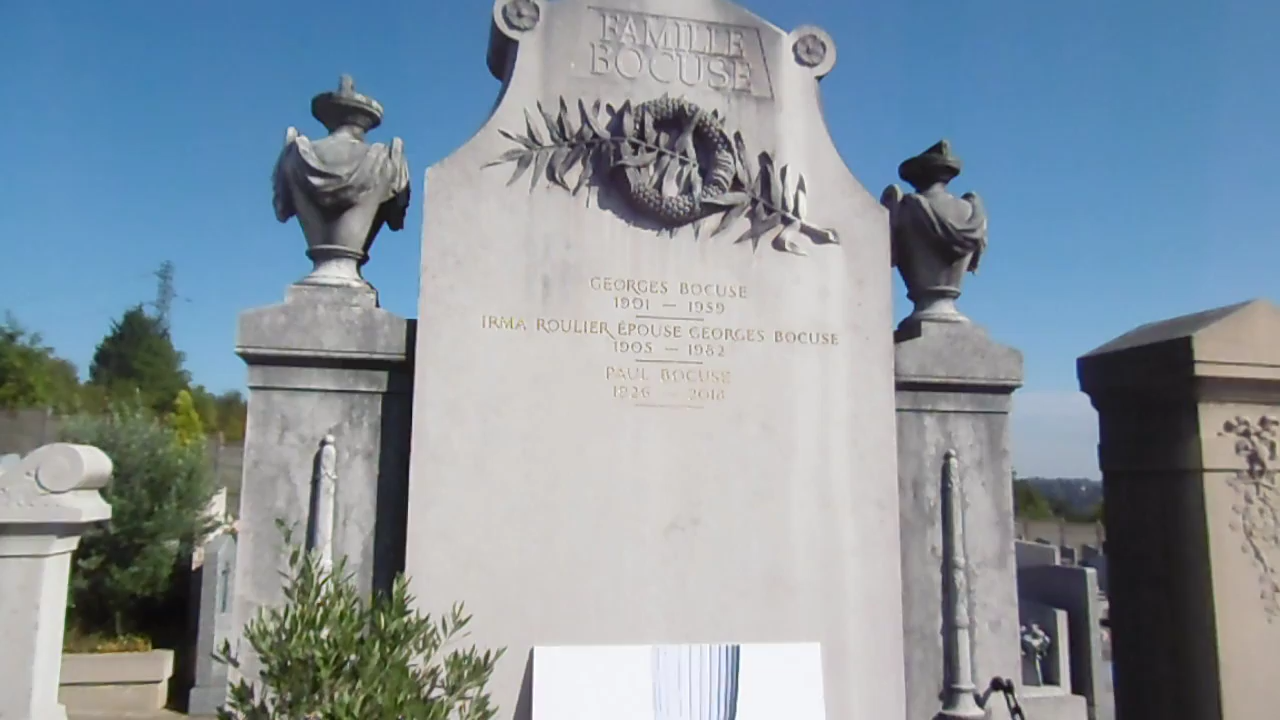 FAMILLE
BOCUSE
GEORGES BOCUSE
1901 — 1959
IRMA ROULIER ÉPOUSE GEORGES BOCUSE
1905 — 1982
PAUL BOCUSE
1926 — 2018